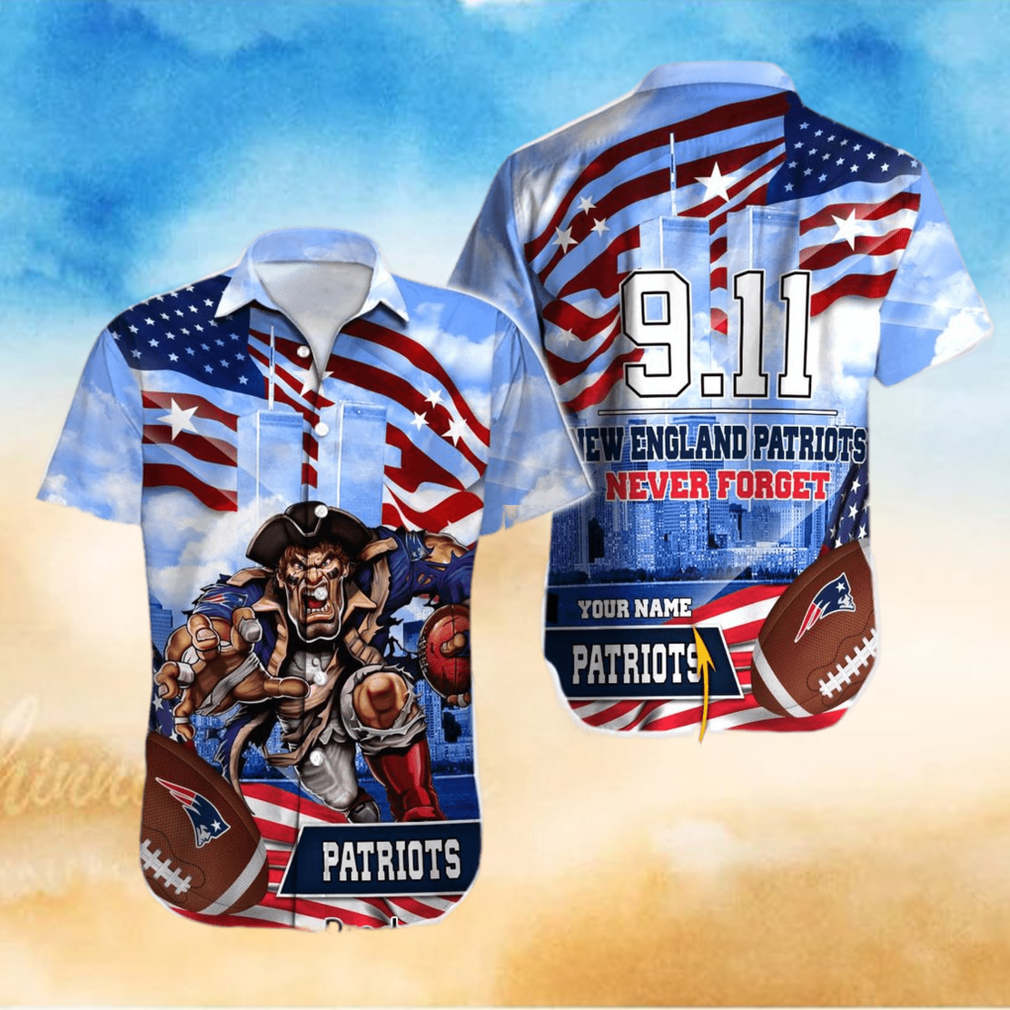 PATRIOTS
9.11
NEW ENGLAND PATRIOTS
NEVER FORGET
YOUR NAME
PATRIOTS